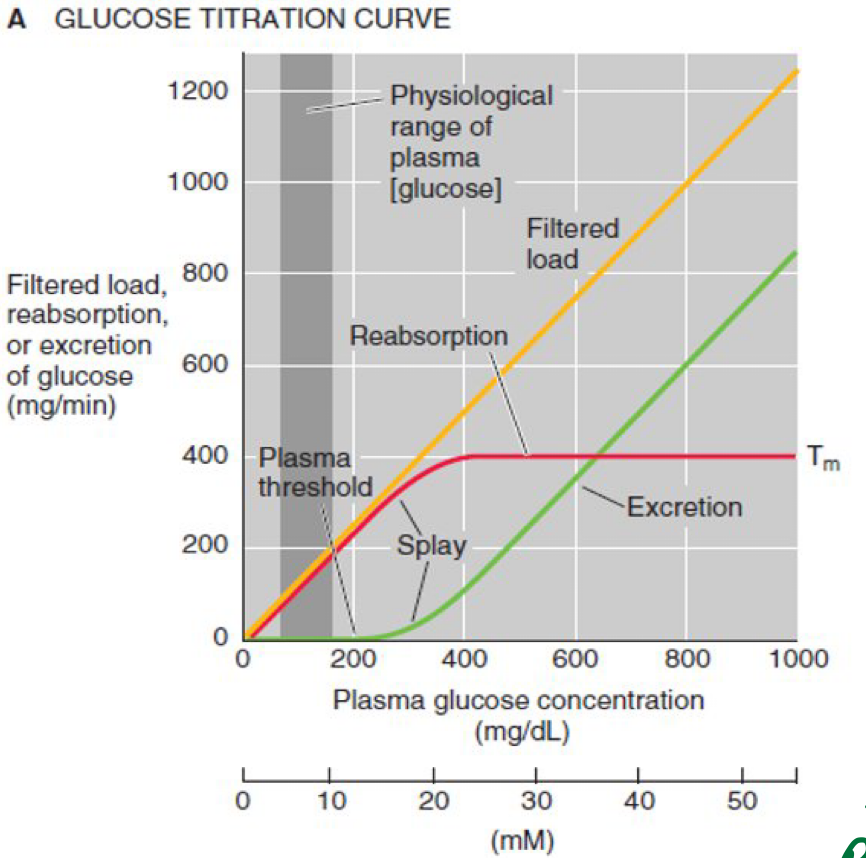 A GLUCOSE TITRATION CURVE
1200
1000
800
600
400
200
0
Filtered load,
reabsorption,
or excretion
of glucose
(mg/min)
Physiological
range of
plasma
[glucose]
Filtered
load
Reabsorption
Plasma
threshold
Tm
Excretion
Splay
0 200 400 600 800 1000
Plasma glucose concentration
(mg/dL)
0 10 20 30 40 50
(mM)